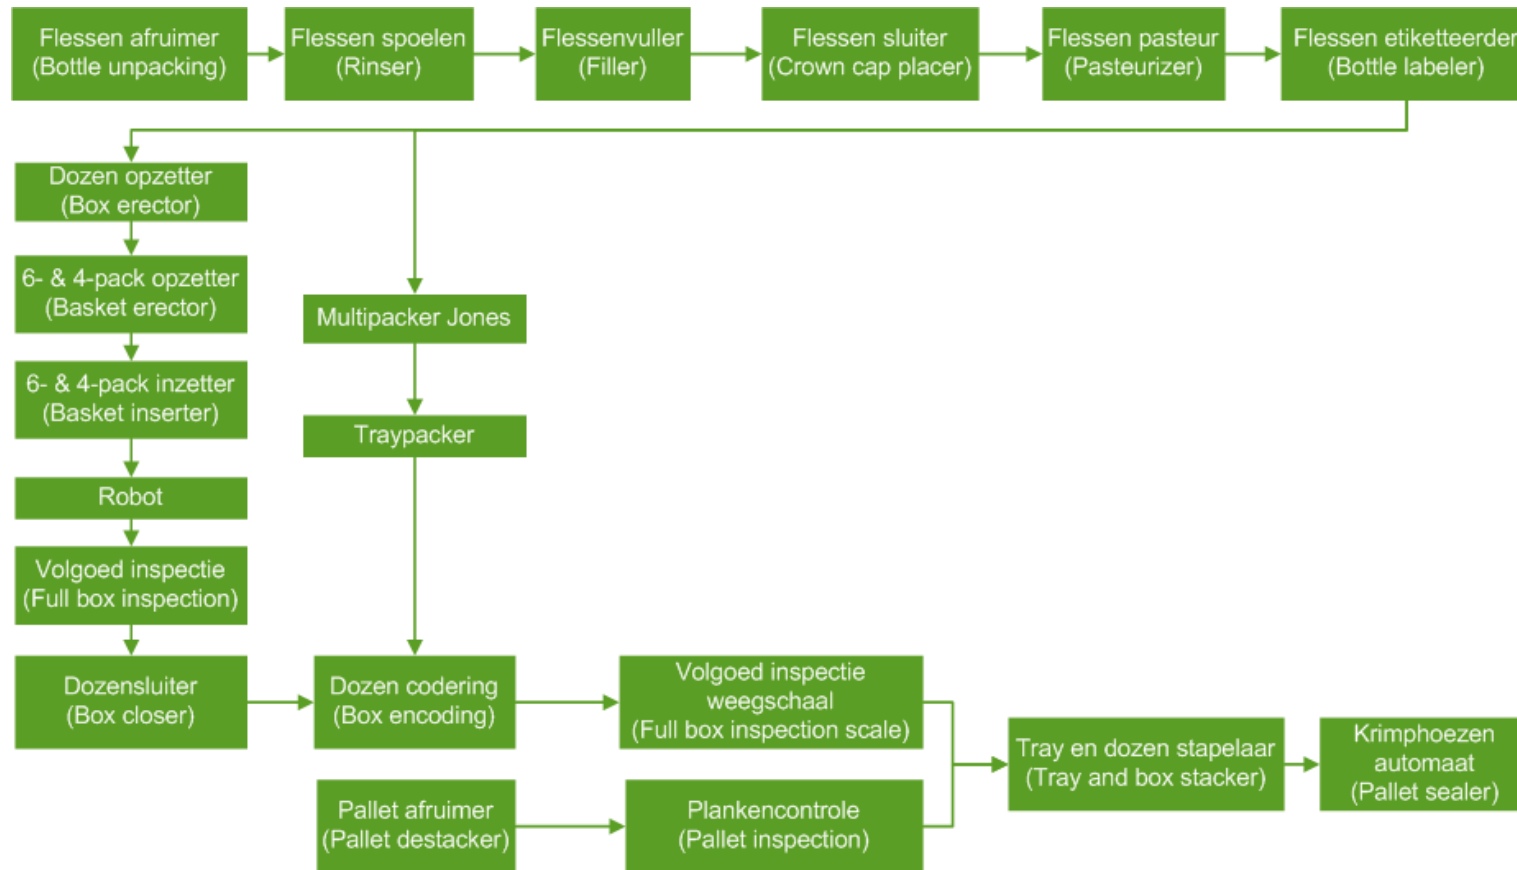 Flessen afruimer
(Bottle unpacking)
Flessen spoelen
(Rinser)
Flessenvuller
(Filler)
Flessen sluiter
(Crown cap placer)
Flessen pasteur
(Pasteurizer)
Flessen etiketteerder
(Bottle labeler)
Dozen opzetter
(Box erector)
6- & 4-pack opzetter
(Basket erector)
6- & 4-pack inzetter
(Basket inserter)
Robot
Volgoed inspectie
(Full box inspection)
Dozensluiter
(Box closer)
Multipacker Jones
Traypacker
Dozen codering
(Box encoding)
Volgoed inspectie
weegschaal
(Full box inspection scale)
Pallet afruimer
(Pallet destacker)
Plankencontrole
(Pallet inspection)
Tray en dozen stapelaar
(Tray and box stacker)
Krimphoezen
automaat
(Pallet sealer)